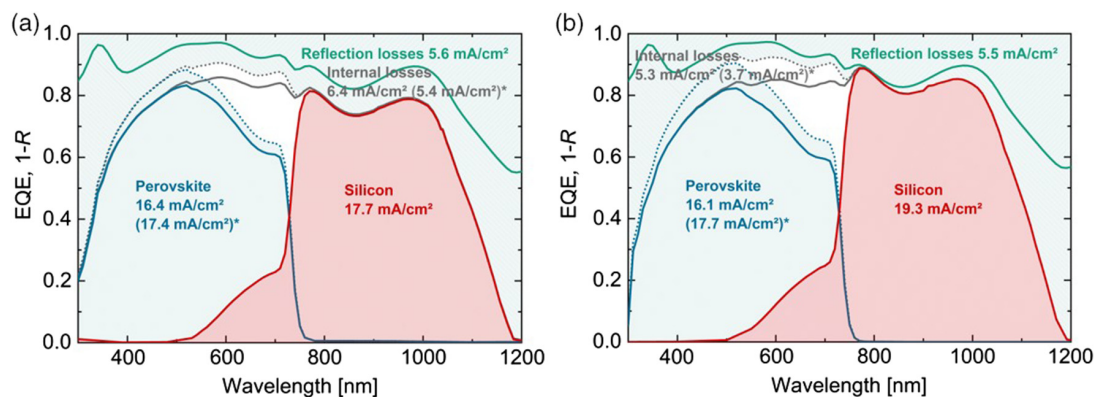 (a)
EQE, 1-R
1.0
0.8
0.6
0.4
0.2
0.0
Reflection losses 5.6 mA/cm²
Internal losses
6.4 mA/cm² (5.4 mA/cm²)*
Perovskite
16.4 mA/cm²
(17.4 mA/cm²)*
Silicon
17.7 mA/cm²
400
600
800
1000
1200
Wavelength [nm]
(b)
EQE, 1-R
1.0
0.8
0.6
0.4
0.2
0.0
Internal losses
5.3 mA/cm² (3.7 mA/cm²)*
Reflection losses 5.5 mA/cm²
Perovskite
16.1 mA/cm²
(17.7 mA/cm²)*
Silicon
19.3 mA/cm²
400
600
800
1000
1200
Wavelength [nm]